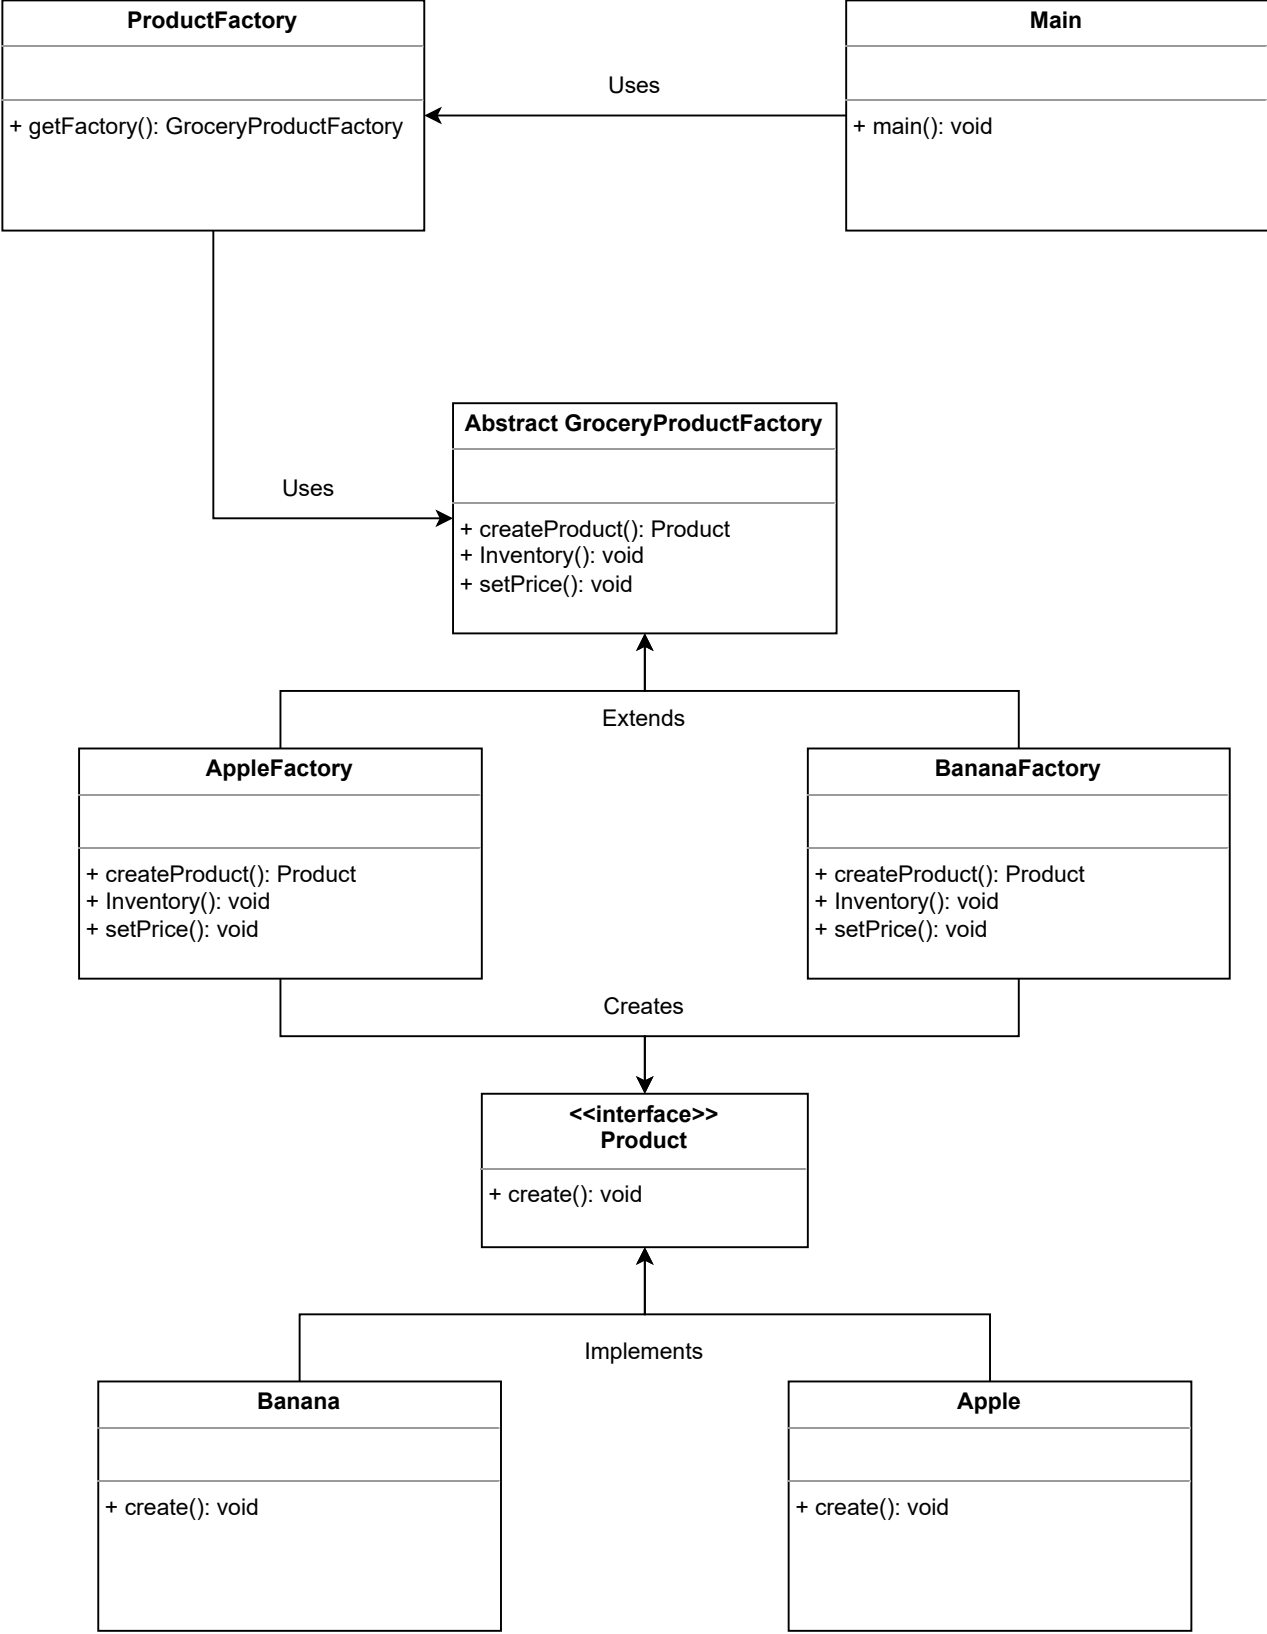 ProductFactory
+ getFactory(): GroceryProductFactory
Uses
Main
+ main(): void
Uses
Abstract GroceryProductFactory
+ createProduct(): Product
+ Inventory(): void
+ setPrice(): void
Extends
AppleFactory
+ createProduct(): Product
+ Inventory(): void
+ setPrice(): void
BananaFactory
+ createProduct(): Product
+ Inventory(): void
+ setPrice(): void
Creates
<<interface>>
Product
+ create(): void
Implements
Banana
+ create(): void
Apple
+ create(): void